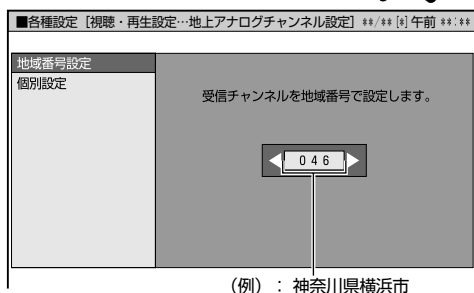 ■各種設定［視聴・再生設定…地上アナログチャンネル設定］ **/**[*]午前 **:**
地域番号設定
個別設定
受信チャンネルを地域番号で設定します。
046
（例）：神奈川県横浜市